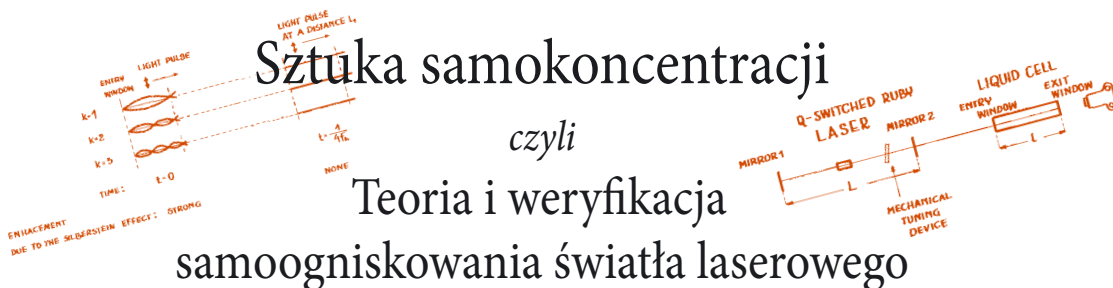 Sztuka samokoncentracji
czyli
Teoria i weryfikacja
samoogniskowania światła laserowego
LIGHT PULSE
AT A DISTANCE L,
ENTRY
WINDOW
LIGHT PULSE
k=1
k=2
k=3
TIME:
t=0
NONE
DUE TO THE SILBERSTEIN EFFECT: STRONG
Q-SWITCHED RUBY
LASER
MIRROR 1
MIRROR 2
L
MECHANICAL
TUNING
DEVICE
LIQUID CELL
ENTRY
WINDOW
EXIT
WINDOW
L